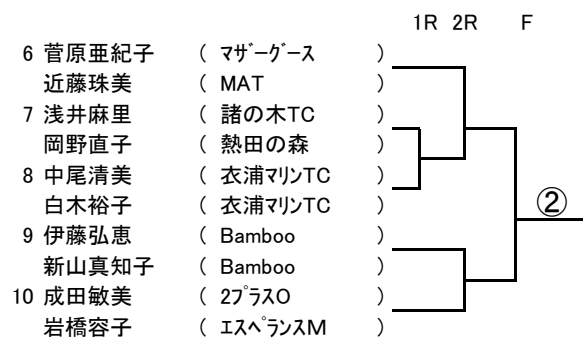 1R 2R F
6 菅原亜紀子 ( ﾏｻﾞｰｸﾞｰｽ )
近藤珠美 ( MAT )
7 浅井麻里 ( 諸の木TC )
岡野直子 ( 熱田の森 )
8 中尾清美 ( 衣浦ﾏﾘﾝTC )
白木裕子 ( 衣浦ﾏﾘﾝTC )
②
9 伊藤弘恵 ( Bamboo )
新山真知子 ( Bamboo )
10 成田敏美 ( 2ﾌﾟﾗｽO )
岩橋容子 ( ｴｽﾍﾟﾗﾝｽM )